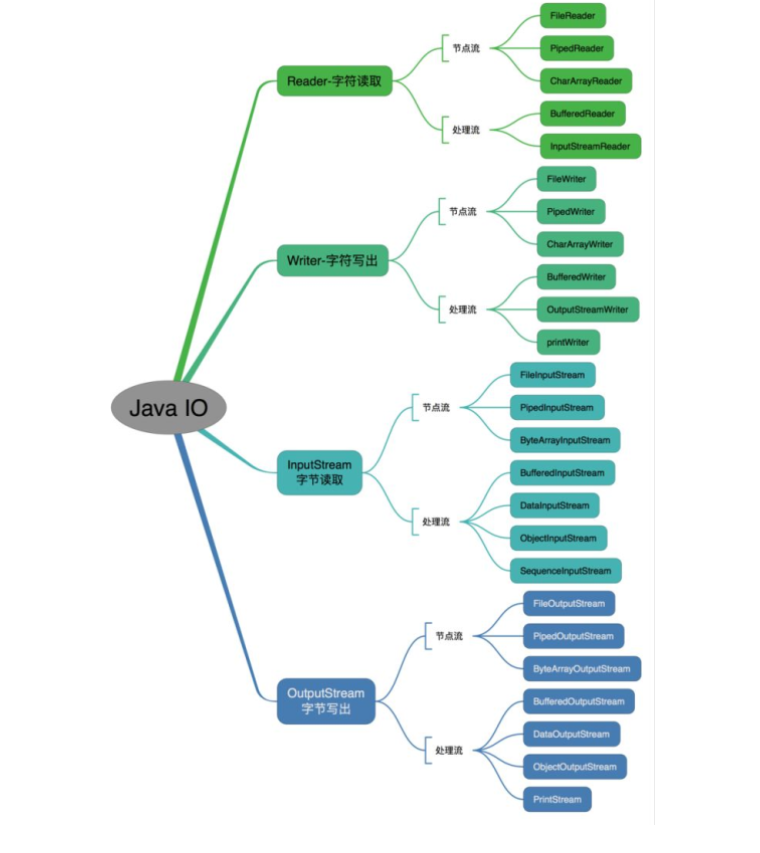 Java IO
Reader-字符读取
节点流
FileReader
PipedReader
CharArrayReader
处理流
BufferedReader
InputStreamReader
Writer-字符写出
节点流
FileWriter
PipedWriter
CharArrayWriter
处理流
BufferedWriter
OutputStreamWriter
printWriter
InputStream
字节读取
节点流
FileInputStream
PipedInputStream
ByteArrayInputStream
处理流
BufferedInputStream
DataInputStream
ObjectInputStream
SequenceInputStream
OutputStream
字节写出
节点流
FileOutputStream
PipedOutputStream
ByteArrayOutputStream
处理流
BufferedOutputStream
DataOutputStream
ObjectOutputStream
PrintStream